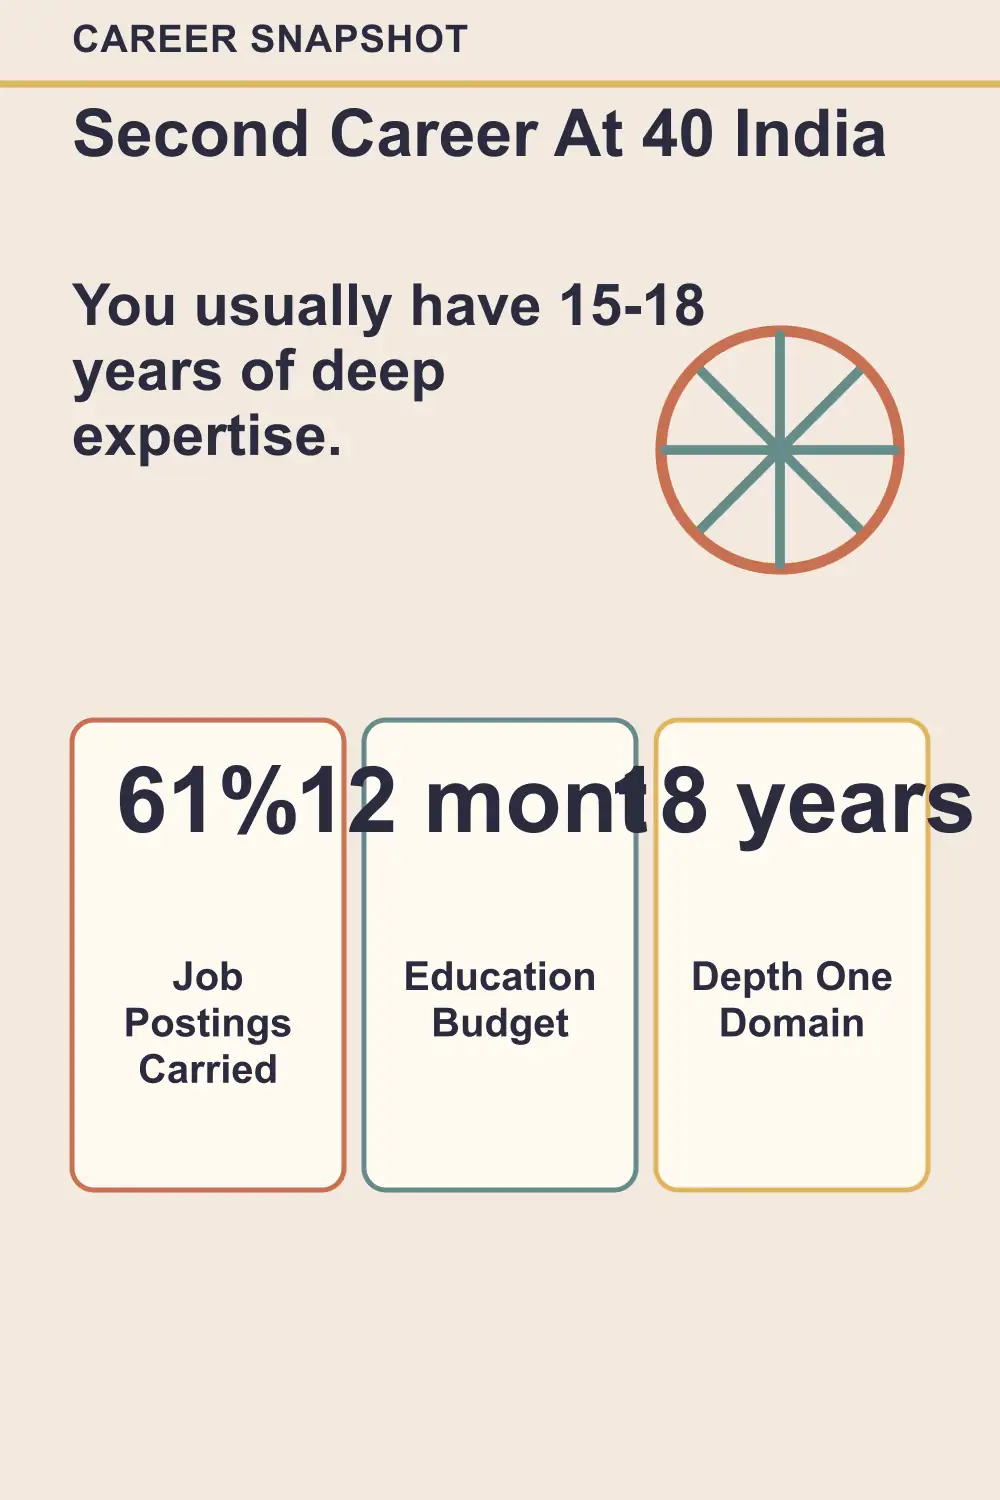 CAREER SNAPSHOT
Second Career At 40 India
You usually have 15-18
years of deep
expertise.
61%
12 mont
18 years
Job
Postings
Carried
Education
Budget
Depth One
Domain